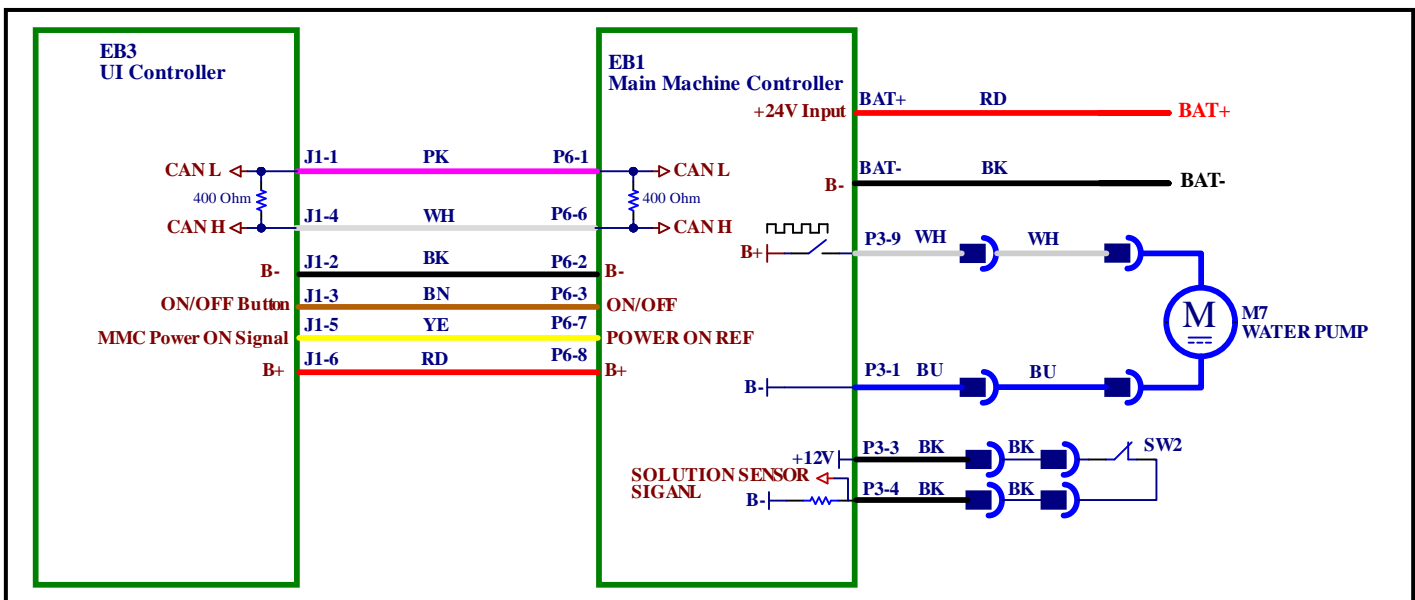 EB3
UI Controller
EB1
Main Machine Controller
+24V Input
BAT+
RD
BAT+
B-
BAT-
BK
BAT-
CAN L
J1-1
PK
P6-1
CAN L
400 Ohm
400 Ohm
CAN H
J1-4
WH
P6-6
CAN H
B-
J1-2
BK
P6-2
B-
ON/OFF Button
J1-3
BN
P6-3
ON/OFF
MMC Power ON Signal
J1-5
YE
P6-7
POWER ON REF
B+
J1-6
RD
P6-8
B+
B+
P3-9
WH
WH
M
M7
WATER PUMP
B-
P3-1
BU
BU
+12V
P3-3
BK
BK
SW2
SOLUTION SENSOR
SIGANL
B-
P3-4
BK
BK